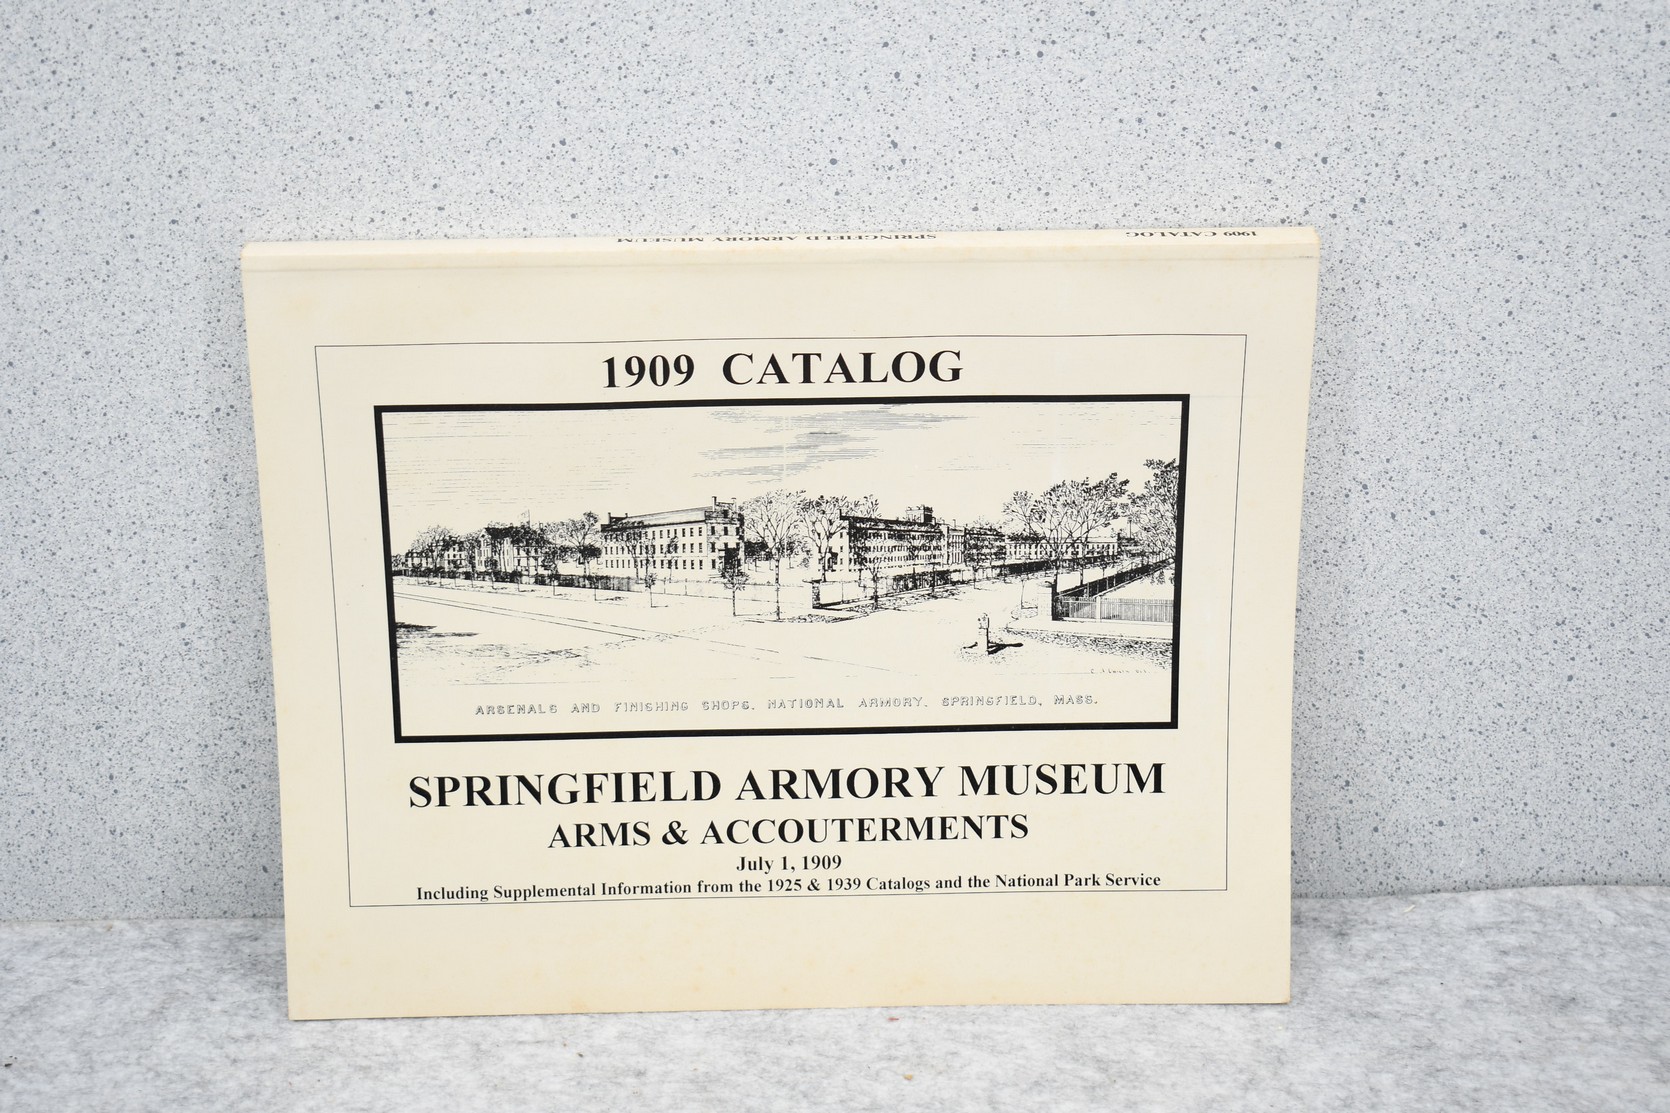 SPRINGFIELD ARMORY MUSEUM
1909 CATALOG
1909 CATALOG
ARSENALS AND FINISHING SHOPS. NATIONAL ARMORY. SPRINGFIELD, MASS.
SPRINGFIELD ARMORY MUSEUM
ARMS & ACCOUTERMENTS
July 1, 1909
Including Supplemental Information from the 1925 & 1939 Catalogs and the National Park Service